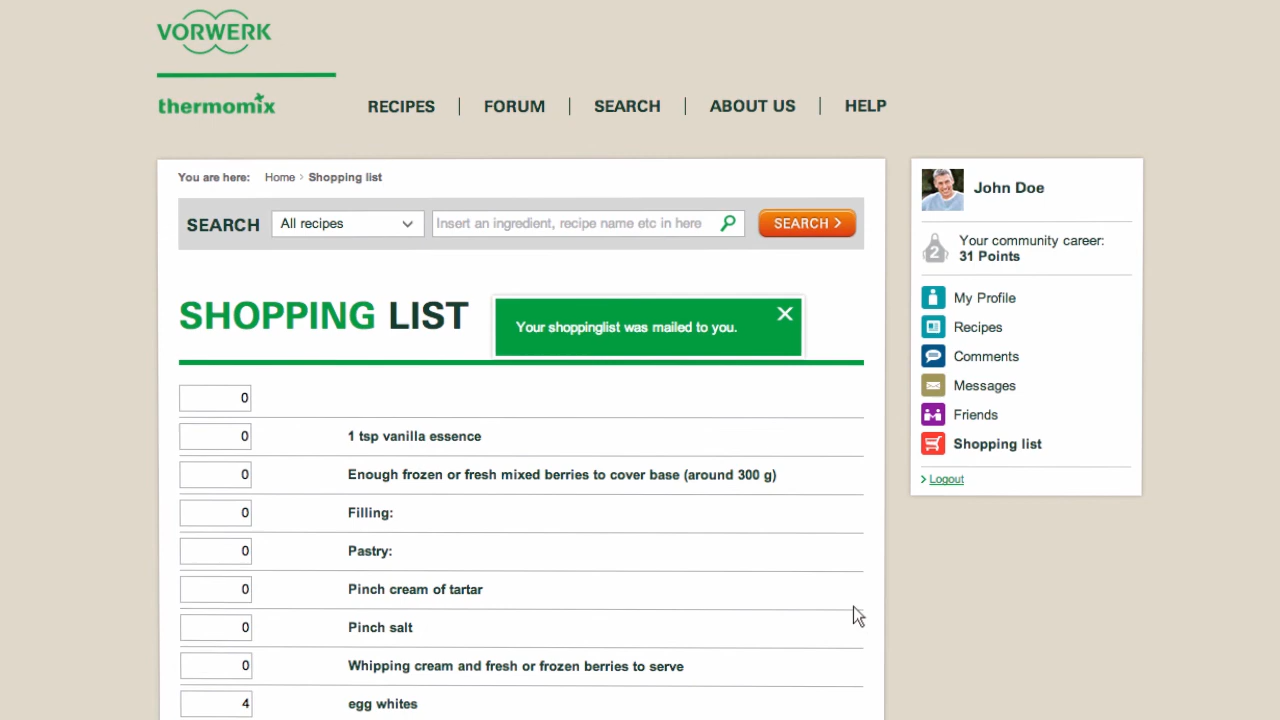 VORWERK
thermomix
RECIPES | FORUM | SEARCH | ABOUT US | HELP
You are here: Home › Shopping list
SEARCH All recipes Insert an ingredient, recipe name etc in here SEARCH >
SHOPPING LIST
Your shoppinglist was mailed to you.
0
0 1 tsp vanilla essence
0 Enough frozen or fresh mixed berries to cover base (around 300 g)
0 Filling:
0 Pastry:
0 Pinch cream of tartar
0 Pinch salt
0 Whipping cream and fresh or frozen berries to serve
4 egg whites
John Doe
2
Your community career:
31 Points
My Profile
Recipes
Comments
Messages
Friends
Shopping list
> Logout